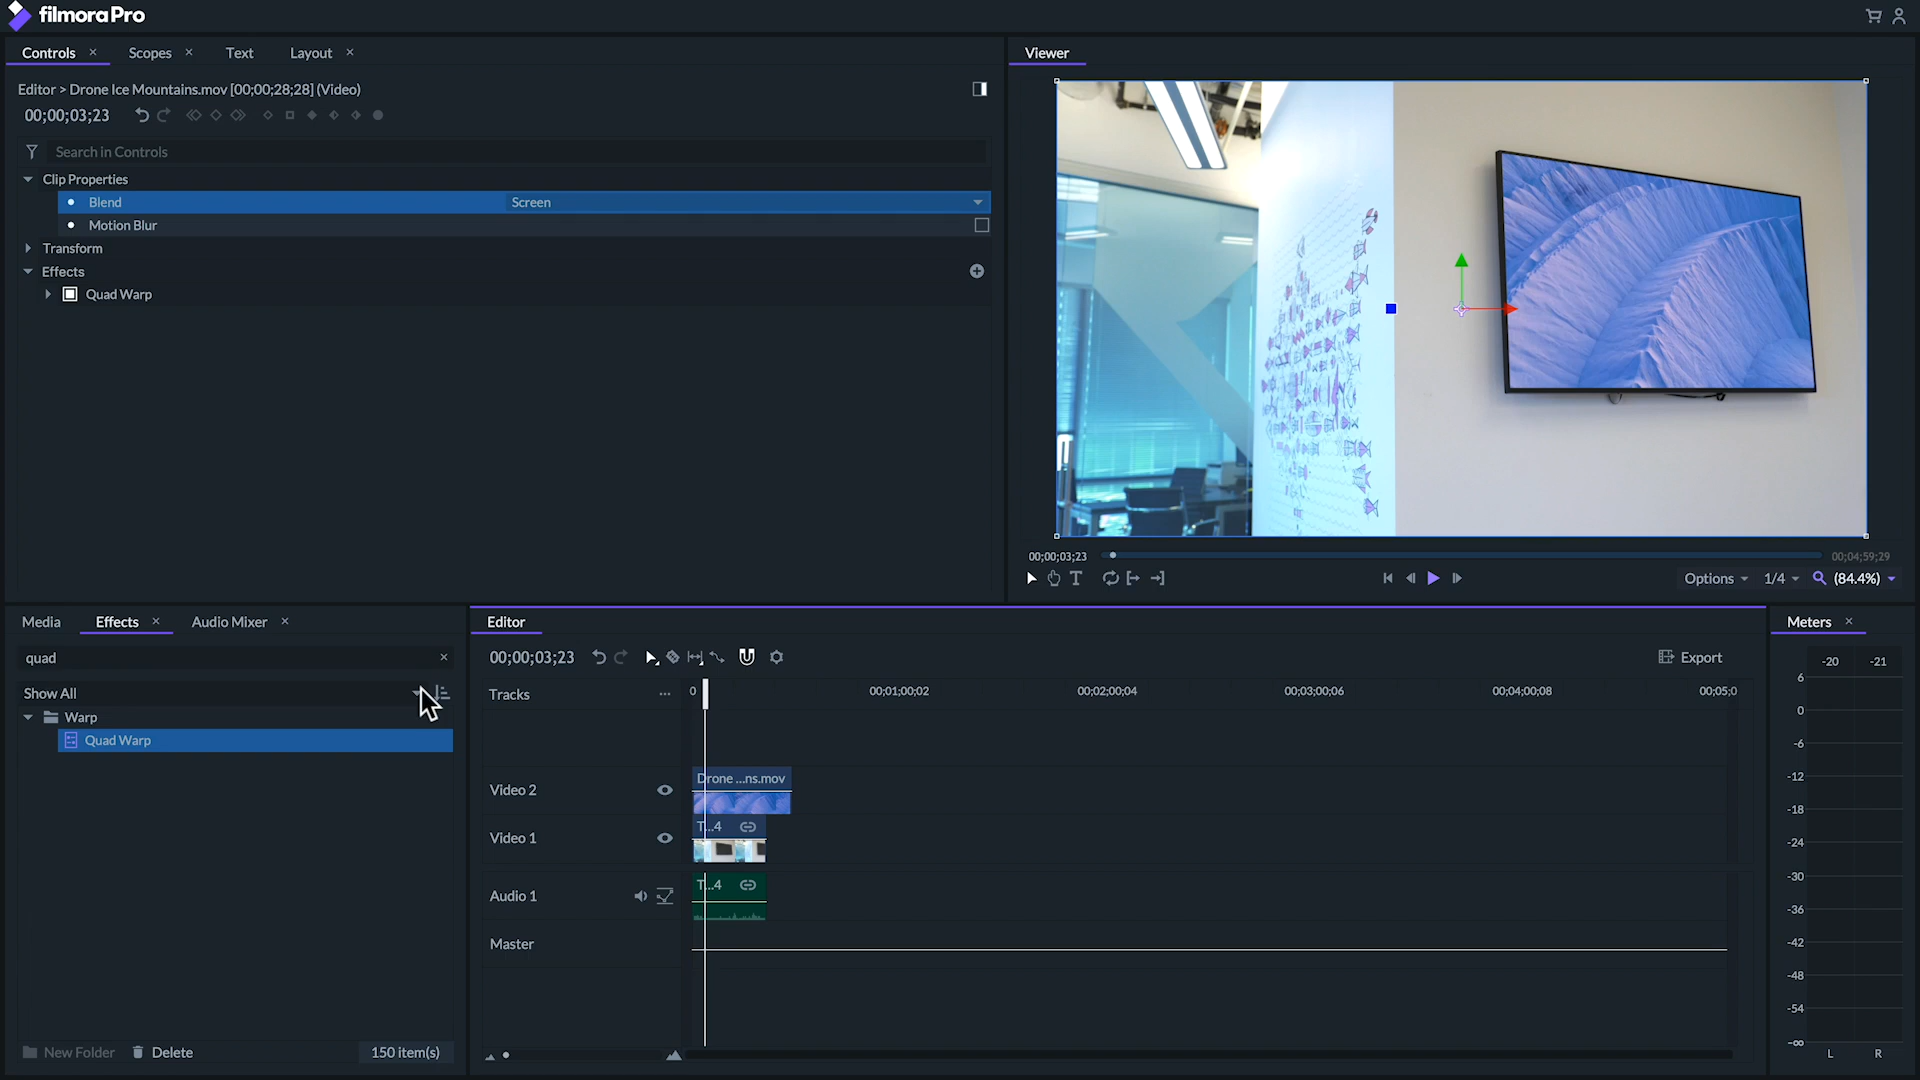 filmoraPro
Controls
Scopes
Text
Layout
Viewer
Editor > Drone Ice Mountains.mov [00;00;28;28] (Video)
00;00;03;23
Search in Controls
Clip Properties
Blend
Screen
Motion Blur
Transform
Effects
Quad Warp
00;00;03;23
00;04;59;29
Options
1/4
(84.4%)
Media
Effects
Audio Mixer
quad
Show All
Warp
Quad Warp
New Folder
Delete
150 item(s)
Editor
00;00;03;23
Export
Tracks
0
00;01;00;02
00;02;00;04
00;03;00;06
00;04;00;08
00;05;0
Video 2
Drone ...ns.mov
Video 1
T...4
Audio 1
T...4
Master
Meters
-20 -21
6
0
-6
-12
-18
-24
-30
-36
-42
-48
-54
-∞
L R